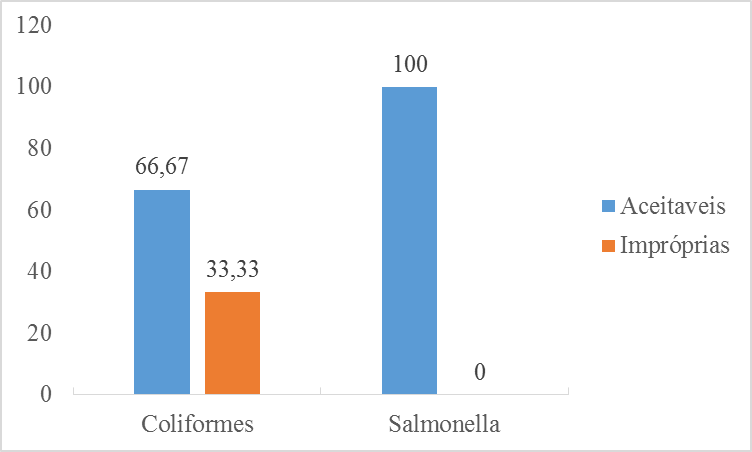 120
100
80
60
40
20
0
66,67
33,33
100
0
Coliformes
Salmonella
Aceitaveis
Impróprias